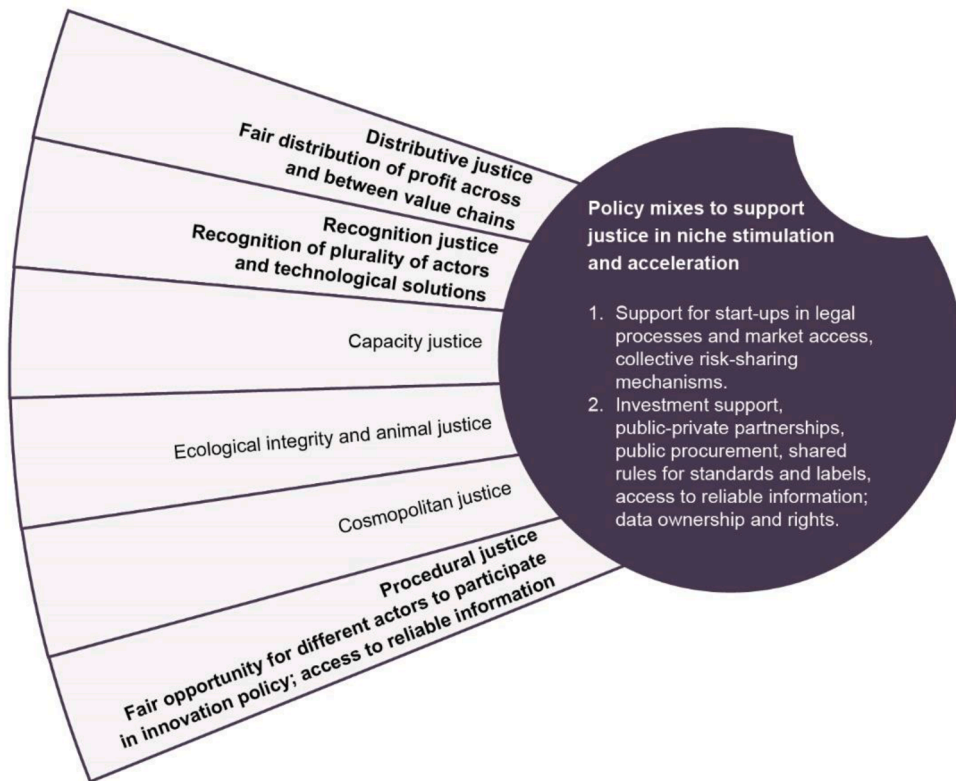 Distributive justice
Fair distribution of profit across
and between value chains
Recognition justice
Recognition of plurality of actors
and technological solutions
Capacity justice
Ecological integrity and animal justice
Cosmopolitan justice
Procedural justice
Fair opportunity for different actors to participate
in innovation policy; access to reliable information
Policy mixes to support
justice in niche stimulation
and acceleration
1. Support for start-ups in legal
processes and market access,
collective risk-sharing
mechanisms.
2. Investment support,
public-private partnerships,
public procurement, shared
rules for standards and labels,
access to reliable information;
data ownership and rights.